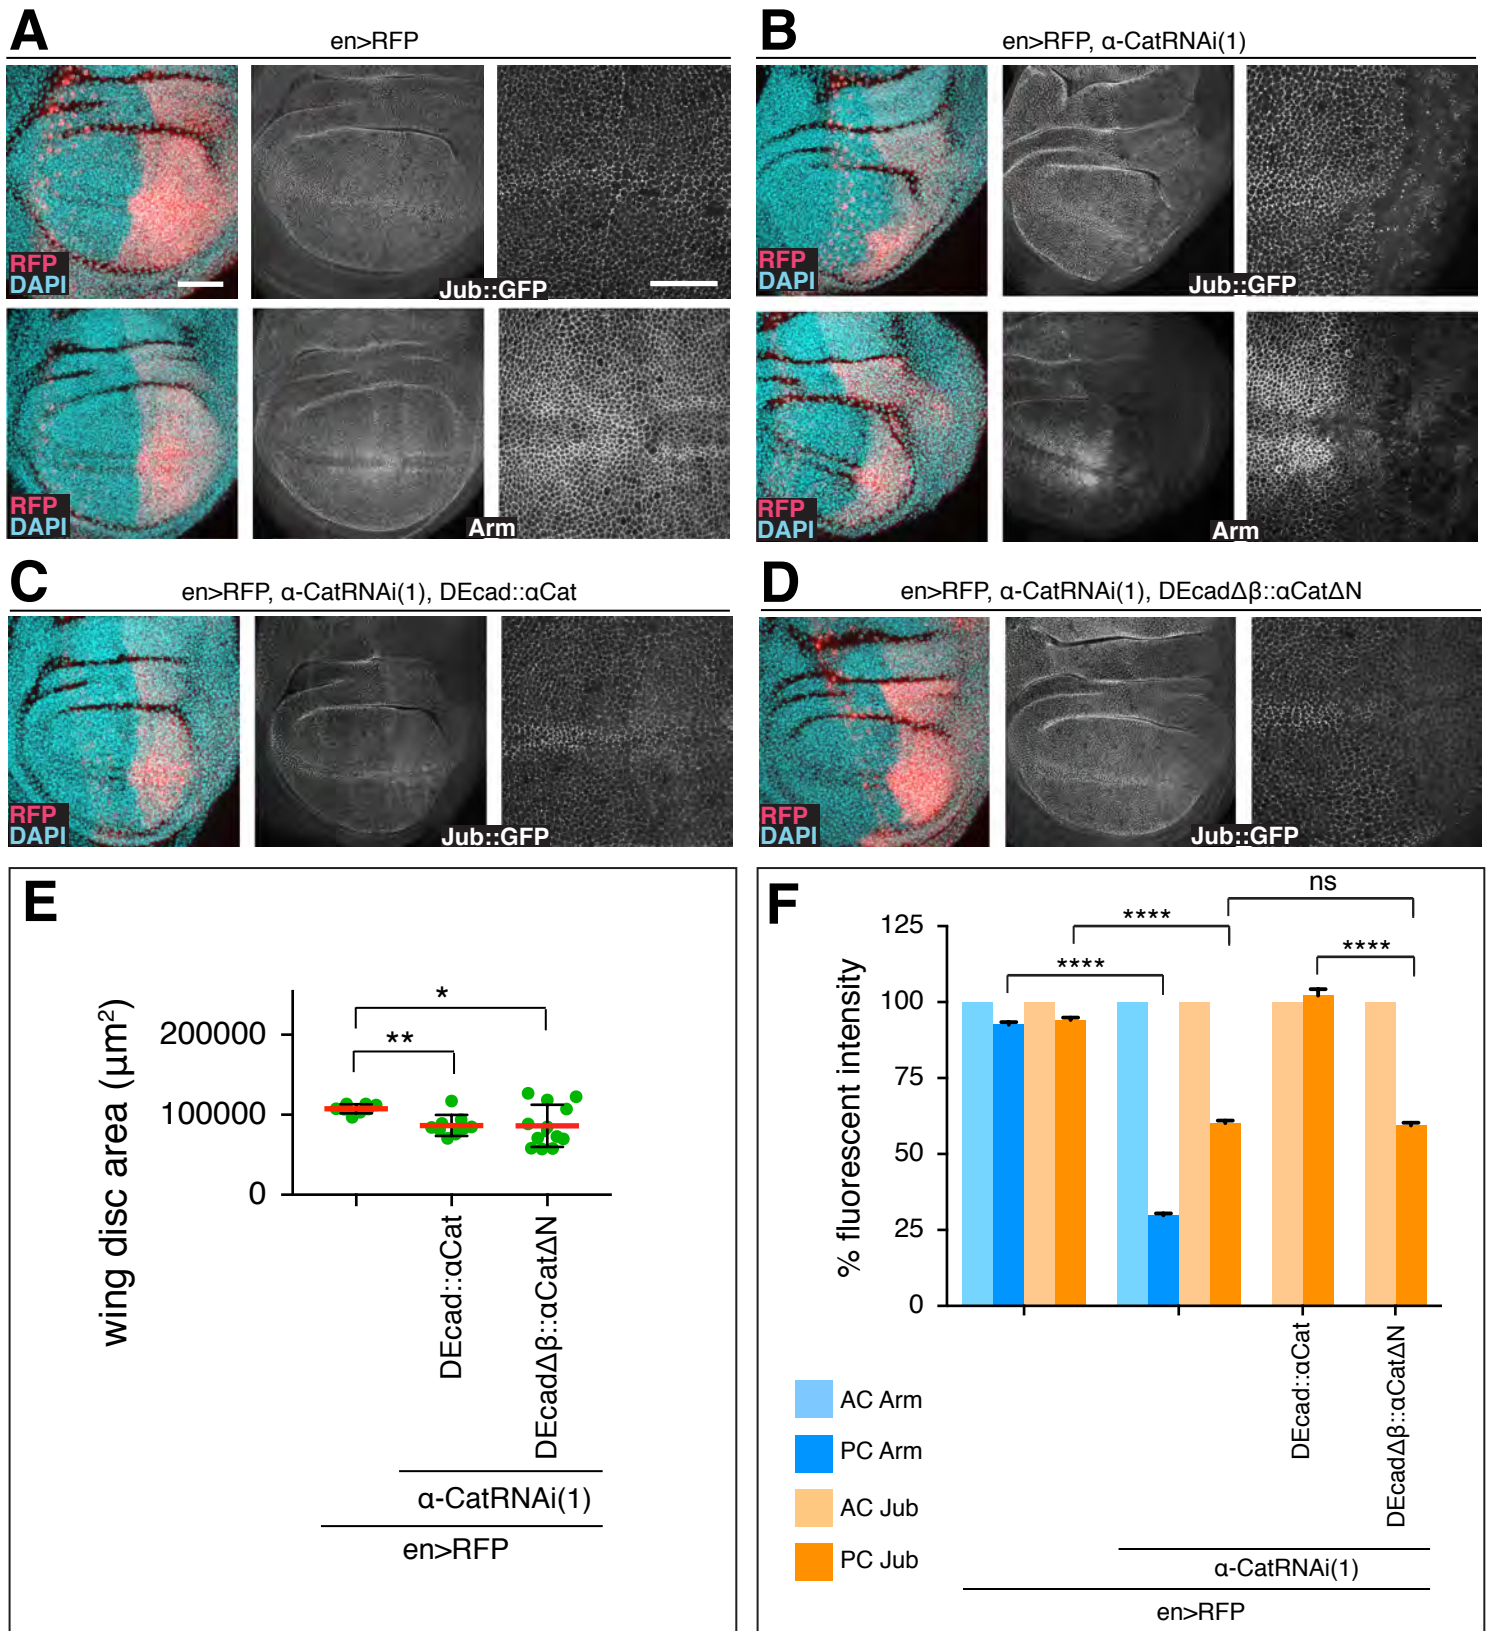 A
en>RFP
RFP
DAPI
Jub::GFP
RFP
DAPI
Arm
B
en>RFP, α-CatRNAi(1)
RFP
DAPI
Jub::GFP
RFP
DAPI
Arm
C
en>RFP, α-CatRNAi(1), DEcad::αCat
RFP
DAPI
Jub::GFP
D
en>RFP, α-CatRNAi(1), DEcadΔβ::αCatΔN
RFP
DAPI
Jub::GFP
E
wing disc area (µm²)
200000
100000
0
*
**
DEcad::αCat
DEcadΔβ::αCatΔN
α-CatRNAi(1)
en>RFP
F
% fluorescent intensity
125
100
75
50
25
0
ns
****
****
****
DEcad::αCat
DEcadΔβ::αCatΔN
α-CatRNAi(1)
en>RFP
AC Arm
PC Arm
AC Jub
PC Jub